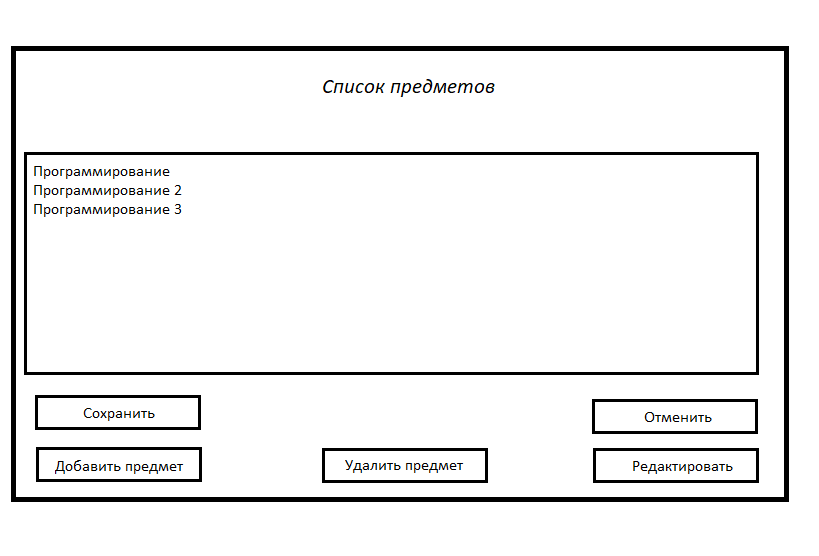 Список предметов
Программирование
Программирование 2
Программирование 3
Сохранить
Отменить
Добавить предмет
Удалить предмет
Редактировать